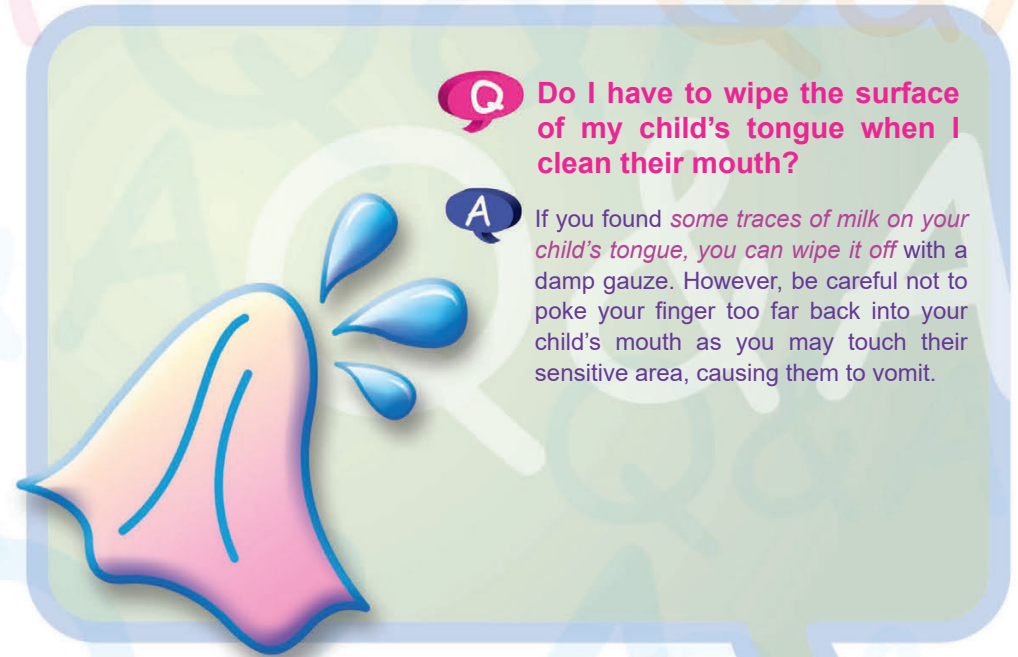 Q Do I have to wipe the surface
of my child's tongue when I
clean their mouth?
A If you found some traces of milk on your
child's tongue, you can wipe it off with a
damp gauze. However, be careful not to
poke your finger too far back into your
child's mouth as you may touch their
sensitive area, causing them to vomit.
Q&A
Q&A